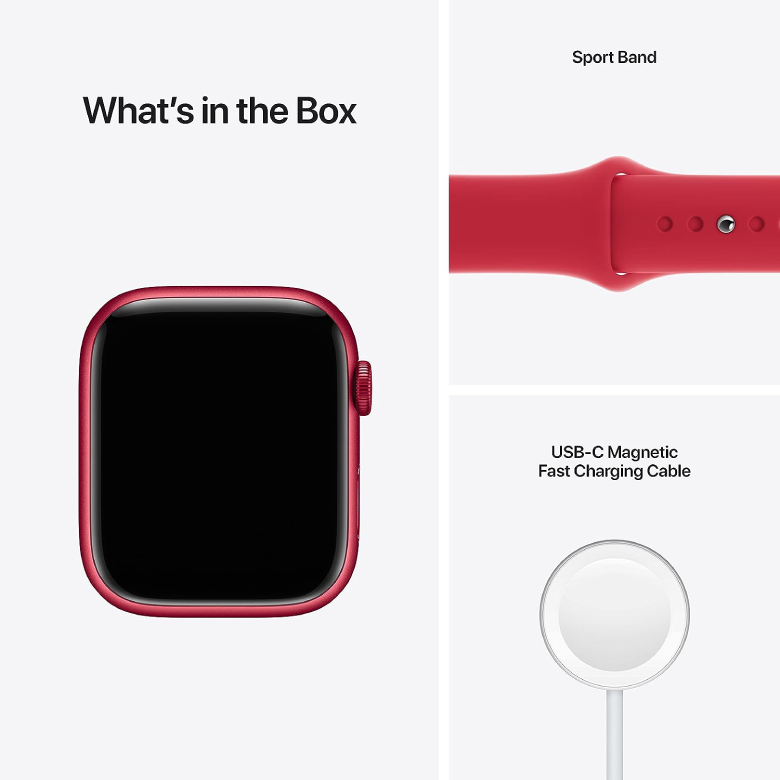 What’s in the Box
Sport Band
USB-C Magnetic
Fast Charging Cable